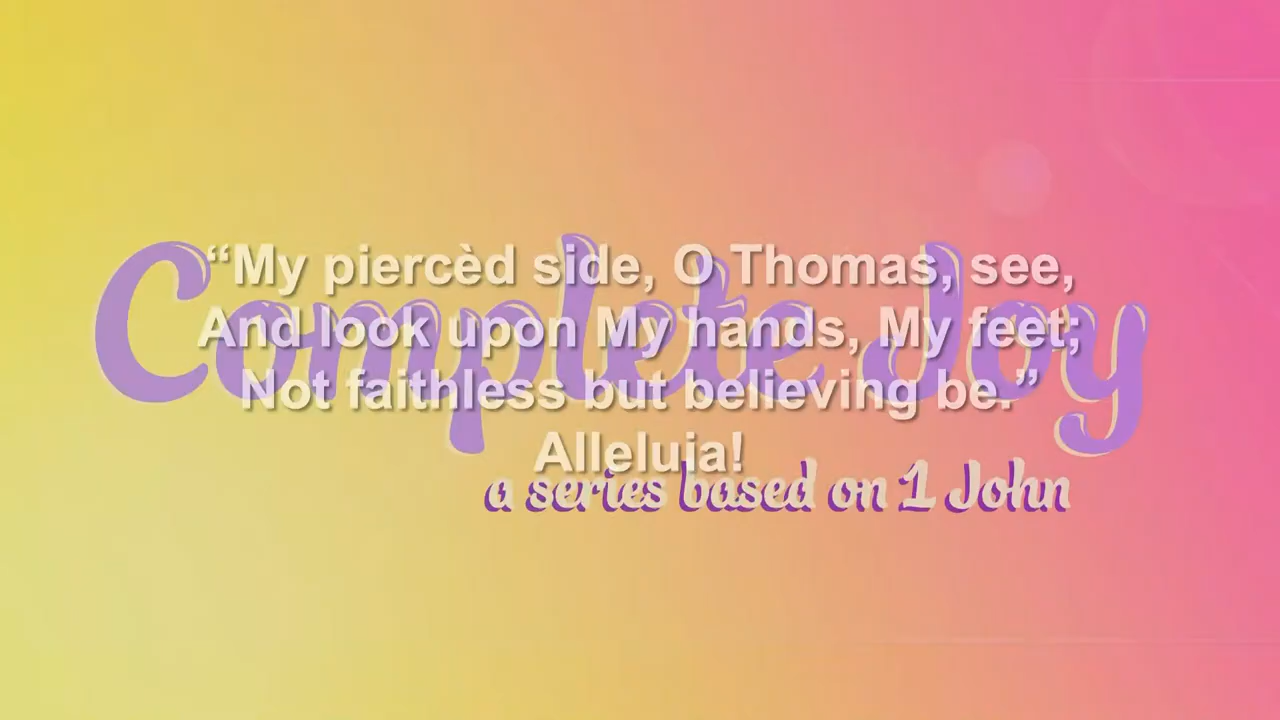 “My piercèd side, O Thomas, see,
And look upon My hands, My feet;
Not faithless but believing be.”
Alleluia!
Complete Joy
a series based on 1 John